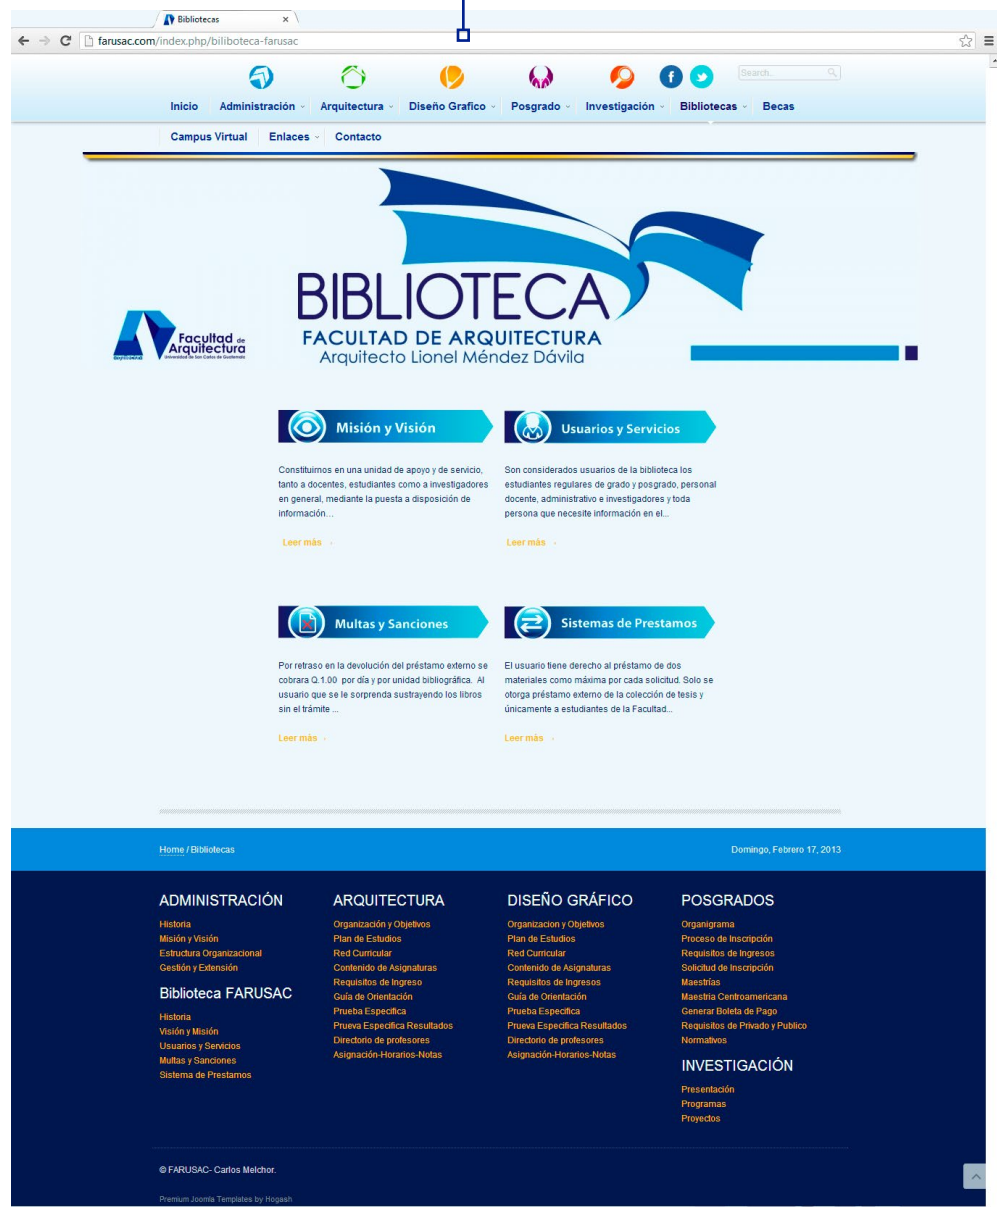 Bibliotecas
farusac.com/index.php/biliboteca-farusac
Search..
Inicio Administración Arquitectura Diseño Grafico Posgrado Investigación Bibliotecas Becas
Campus Virtual Enlaces Contacto
BIBLIOTECA
FACULTAD DE ARQUITECTURA
Arquitecto Lionel Méndez Dávila
Facultad de
Arquitectura
Universidad de San Carlos de Guatemala
Misión y Visión
Constituirnos en una unidad de apoyo y de servicio,
tanto a docentes, estudiantes como a investigadores
en general, mediante la puesta a disposición de
información...
Leer más
Usuarios y Servicios
Son considerados usuarios de la biblioteca los
estudiantes regulares de grado y posgrado, personal
docente, administrativo e investigadores y toda
persona que necesite información en el...
Leer más
Multas y Sanciones
Por retraso en la devolución del préstamo externo se
cobrara Q.1.00 por día y por unidad bibliográfica. Al
usuario que se le sorprenda sustrayendo los libros
sin el trámite ...
Leer más
Sistemas de Prestamos
El usuario tiene derecho al préstamo de dos
materiales como máxima por cada solicitud. Solo se
otorga préstamo externo de la colección de tesis y
únicamente a estudiantes de la Facultad...
Leer más
Home / Bibliotecas
Domingo, Febrero 17, 2013
ADMINISTRACIÓN
Historia
Misión y Visión
Estructura Organizacional
Gestión y Extensión
Biblioteca FARUSAC
Historia
Visión y Misión
Usuarios y Servicios
Multas y Sanciones
Sistema de Prestamos
ARQUITECTURA
Organización y Objetivos
Plan de Estudios
Red Curricular
Contenido de Asignaturas
Requisitos de Ingreso
Guía de Orientación
Prueba Especifica
Prueva Especifica Resultados
Directorio de profesores
Asignación-Horarios-Notas
DISEÑO GRÁFICO
Organizacion y Objetivos
Plan de Estudios
Red Curricular
Contenido de Asignaturas
Requisitos de Ingresos
Guía de Orientación
Prueba Especifica
Prueva Especifica Resultados
Directorio de profesores
Asignación-Horarios-Notas
POSGRADOS
Organigrama
Proceso de Inscripción
Requisitos de Ingresos
Solicitud de Inscripción
Maestrías
Maestria Centroamericana
Generar Boleta de Pago
Requisitos de Privado y Publico
Normativos
INVESTIGACIÓN
Presentación
Programas
Proyectos
© FARUSAC- Carlos Melchor.
Premium Joomla Templates by Hogash